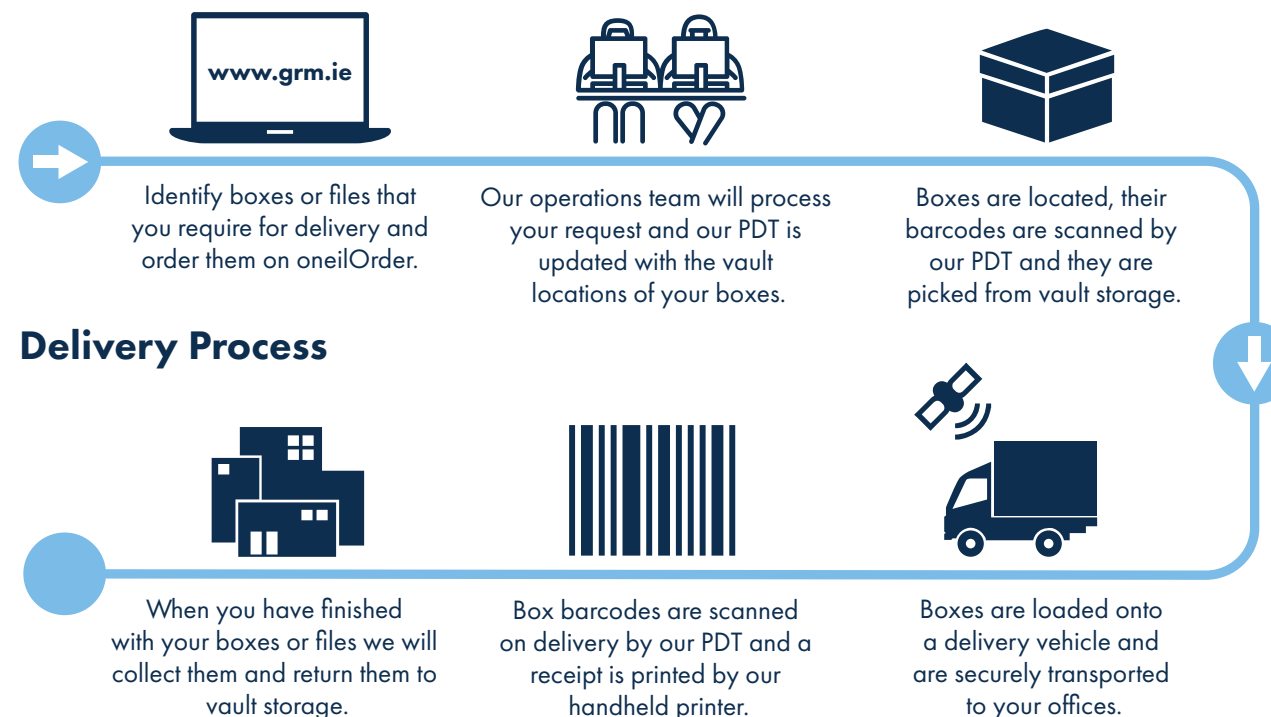 www.grm.ie
Identify boxes or files that
you require for delivery and
order them on oneilOrder.
Our operations team will process
your request and our PDT is
updated with the vault
locations of your boxes.
Boxes are located, their
barcodes are scanned by
our PDT and they are
picked from vault storage.
Delivery Process
Boxes are loaded onto
a delivery vehicle and
are securely transported
to your offices.
Box barcodes are scanned
on delivery by our PDT and a
receipt is printed by our
handheld printer.
When you have finished
with your boxes or files we will
collect them and return them to
vault storage.